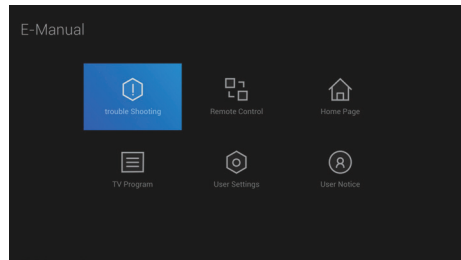 E-Manual
trouble Shooting
Remote Control
Home Page
TV Program
User Settings
User Notice